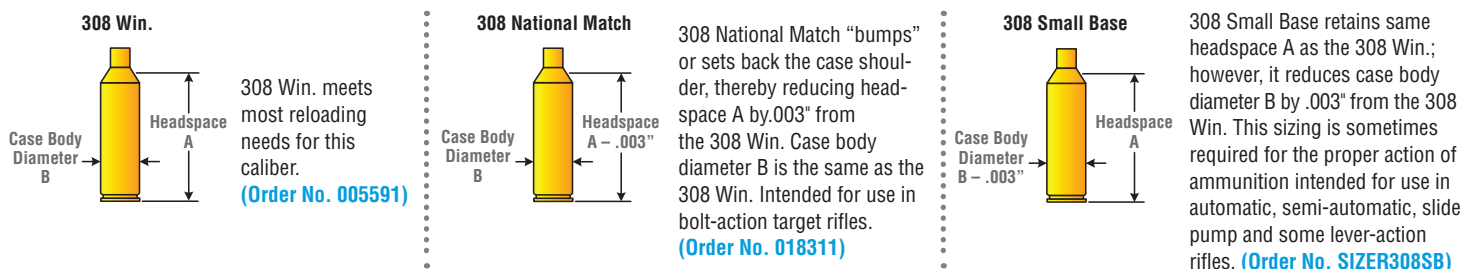 308 Win.
Case Body
Diameter
B
Headspace
A
308 Win. meets
most reloading
needs for this
caliber.
(Order No. 005591)
308 National Match
Case Body
Diameter
B
Headspace
A – .003”
308 National Match “bumps”
or sets back the case shoul-
der, thereby reducing head-
space A by.003" from
the 308 Win. Case body
diameter B is the same as the
308 Win. Intended for use in
bolt-action target rifles.
(Order No. 018311)
308 Small Base
Case Body
Diameter
B – .003”
Headspace
A
308 Small Base retains same
headspace A as the 308 Win.;
however, it reduces case body
diameter B by .003" from the 308
Win. This sizing is sometimes
required for the proper action of
ammunition intended for use in
automatic, semi-automatic, slide
pump and some lever-action
rifles. (Order No. SIZER308SB)